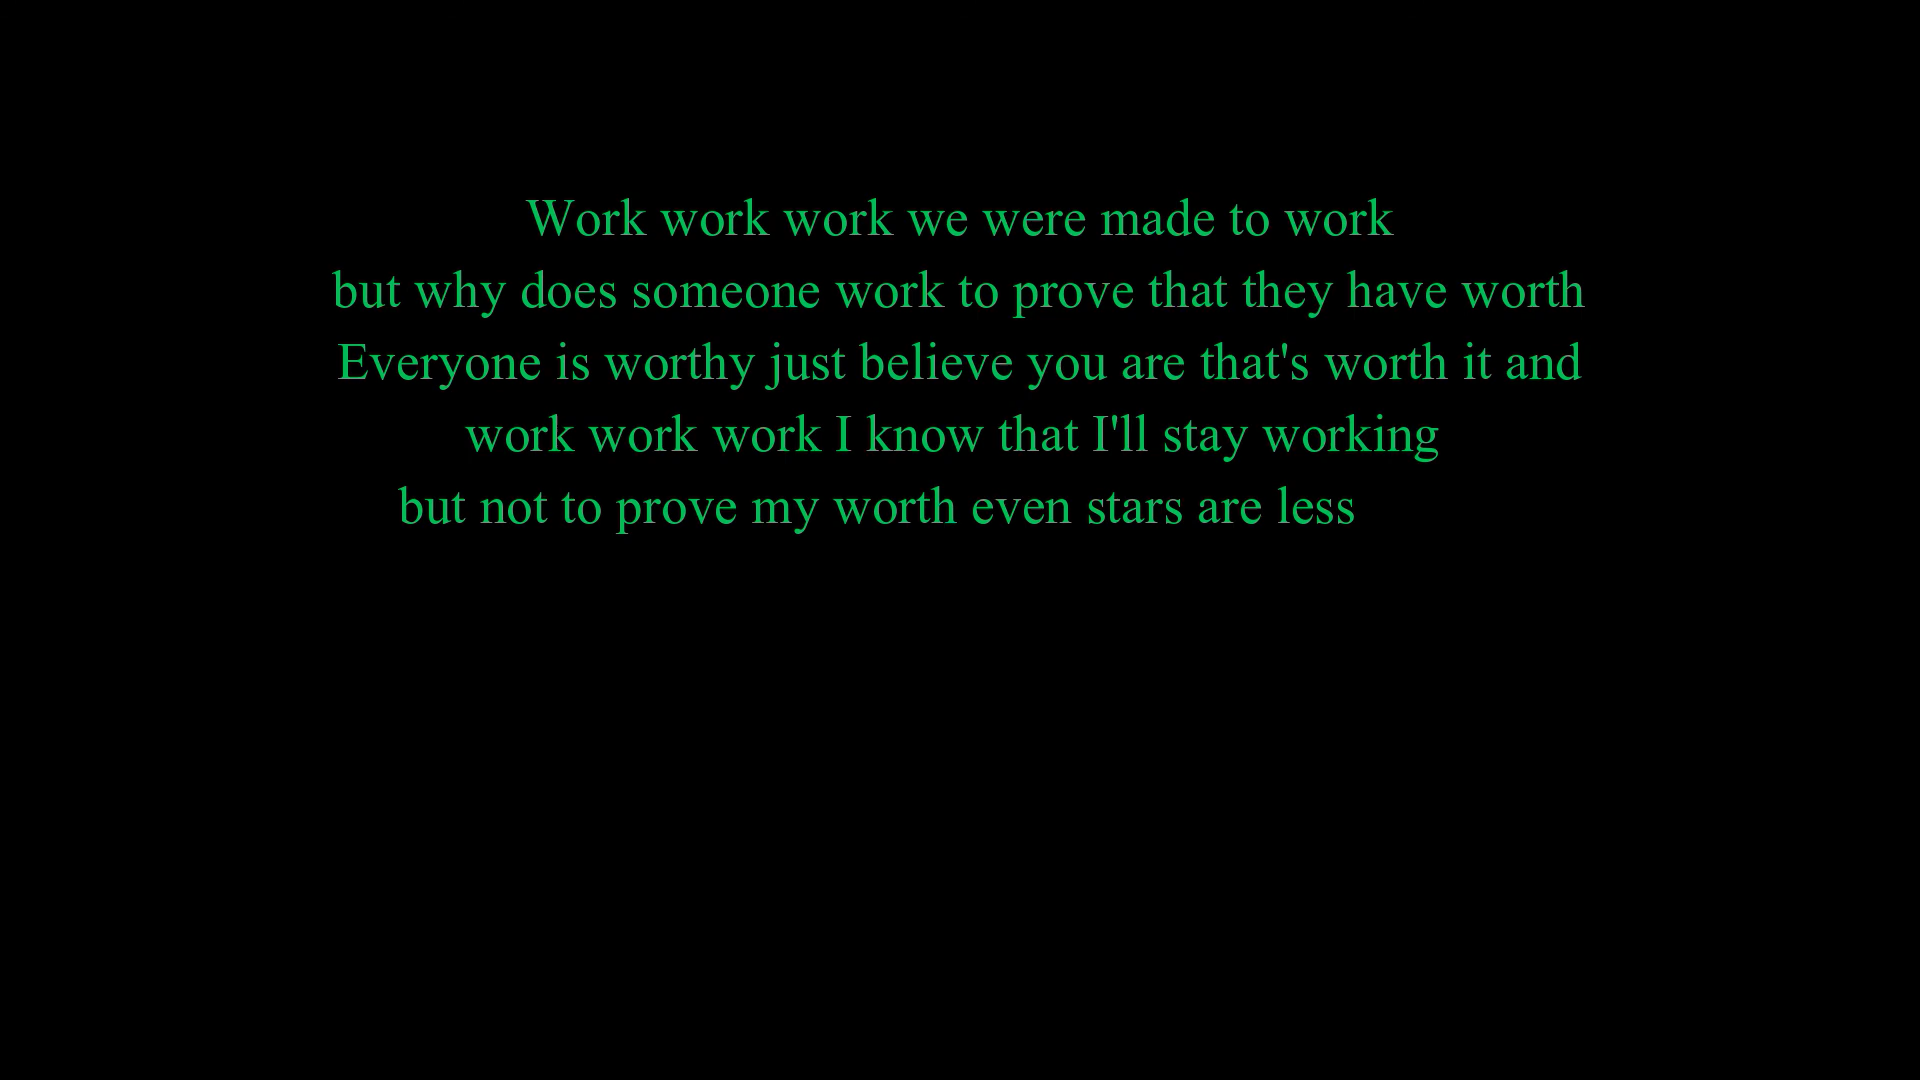 Work work work we were made to work
but why does someone work to prove that they have worth
Everyone is worthy just believe you are that's worth it and
work work work I know that I'll stay working
but not to prove my worth even stars are less